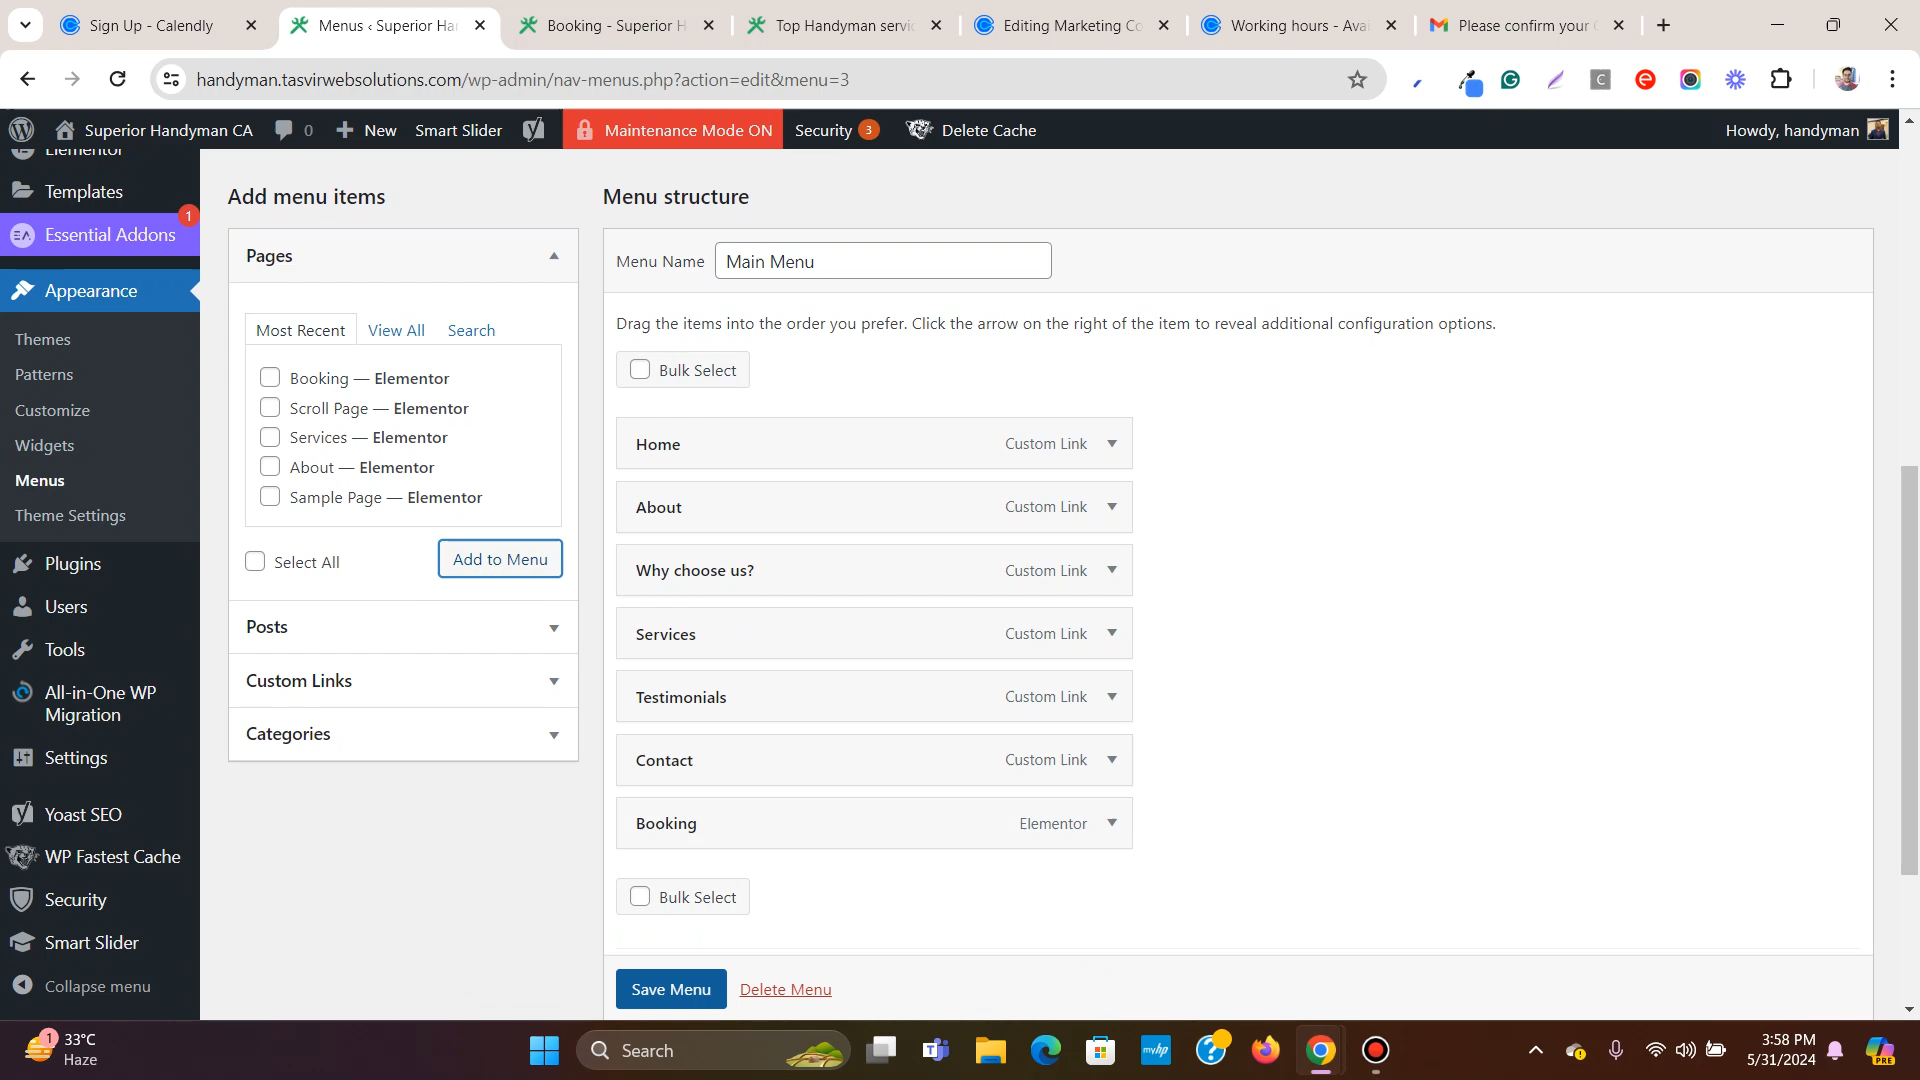 Sign Up - Calendly
Menus ‹ Superior Ha
Booking - Superior H
Top Handyman servi
Editing Marketing Co
Working hours - Ava
Please confirm your
handyman.tasvirwebsolutions.com/wp-admin/nav-menus.php?action=edit&menu=3
Superior Handyman CA
0
New
Smart Slider
Maintenance Mode ON
Security 3
Delete Cache
Howdy, handyman
Elementor
Templates
Essential Addons
1
Appearance
Themes
Patterns
Customize
Widgets
Menus
Theme Settings
Plugins
Users
Tools
All-in-One WP
Migration
Settings
Yoast SEO
WP Fastest Cache
Security
Smart Slider
Collapse menu
Add menu items
Pages
Most Recent
View All
Search
Booking — Elementor
Scroll Page — Elementor
Services — Elementor
About — Elementor
Sample Page — Elementor
Select All
Add to Menu
Posts
Custom Links
Categories
Menu structure
Menu Name
Main Menu
Drag the items into the order you prefer. Click the arrow on the right of the item to reveal additional configuration options.
Bulk Select
Home Custom Link
About Custom Link
Why choose us? Custom Link
Services Custom Link
Testimonials Custom Link
Contact Custom Link
Booking Elementor
Bulk Select
Save Menu
Delete Menu
1
33°C
Haze
Search
myhp
PRE
3:58 PM
5/31/2024